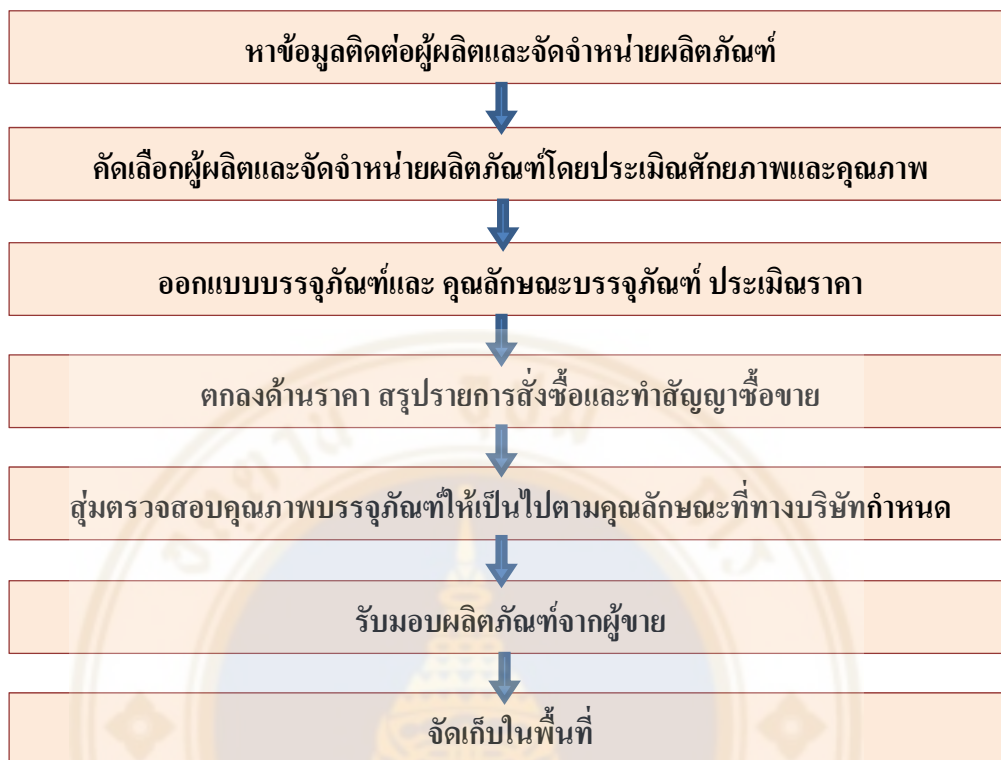 หาข้อมูลติดต่อผู้ผลิตและจัดจำหน่ายผลิตภัณฑ์
คัดเลือกผู้ผลิตและจัดจำหน่ายผลิตภัณฑ์โดยประเมิณศักยภาพและคุณภาพ
ออกแบบบรรจุภัณฑ์และ คุณลักษณะบรรจุภัณฑ์ ประเมิณราคา
ตกลงด้านราคา สรุปรายการสั่งซื้อและทำสัญญาซื้อขาย
สุ่มตรวจสอบคุณภาพบรรจุภัณฑ์ให้เป็นไปตามคุณลักษณะที่ทางบริษัทกำหนด
รับมอบผลิตภัณฑ์จากผู้ขาย
จัดเก็บในพื้นที่